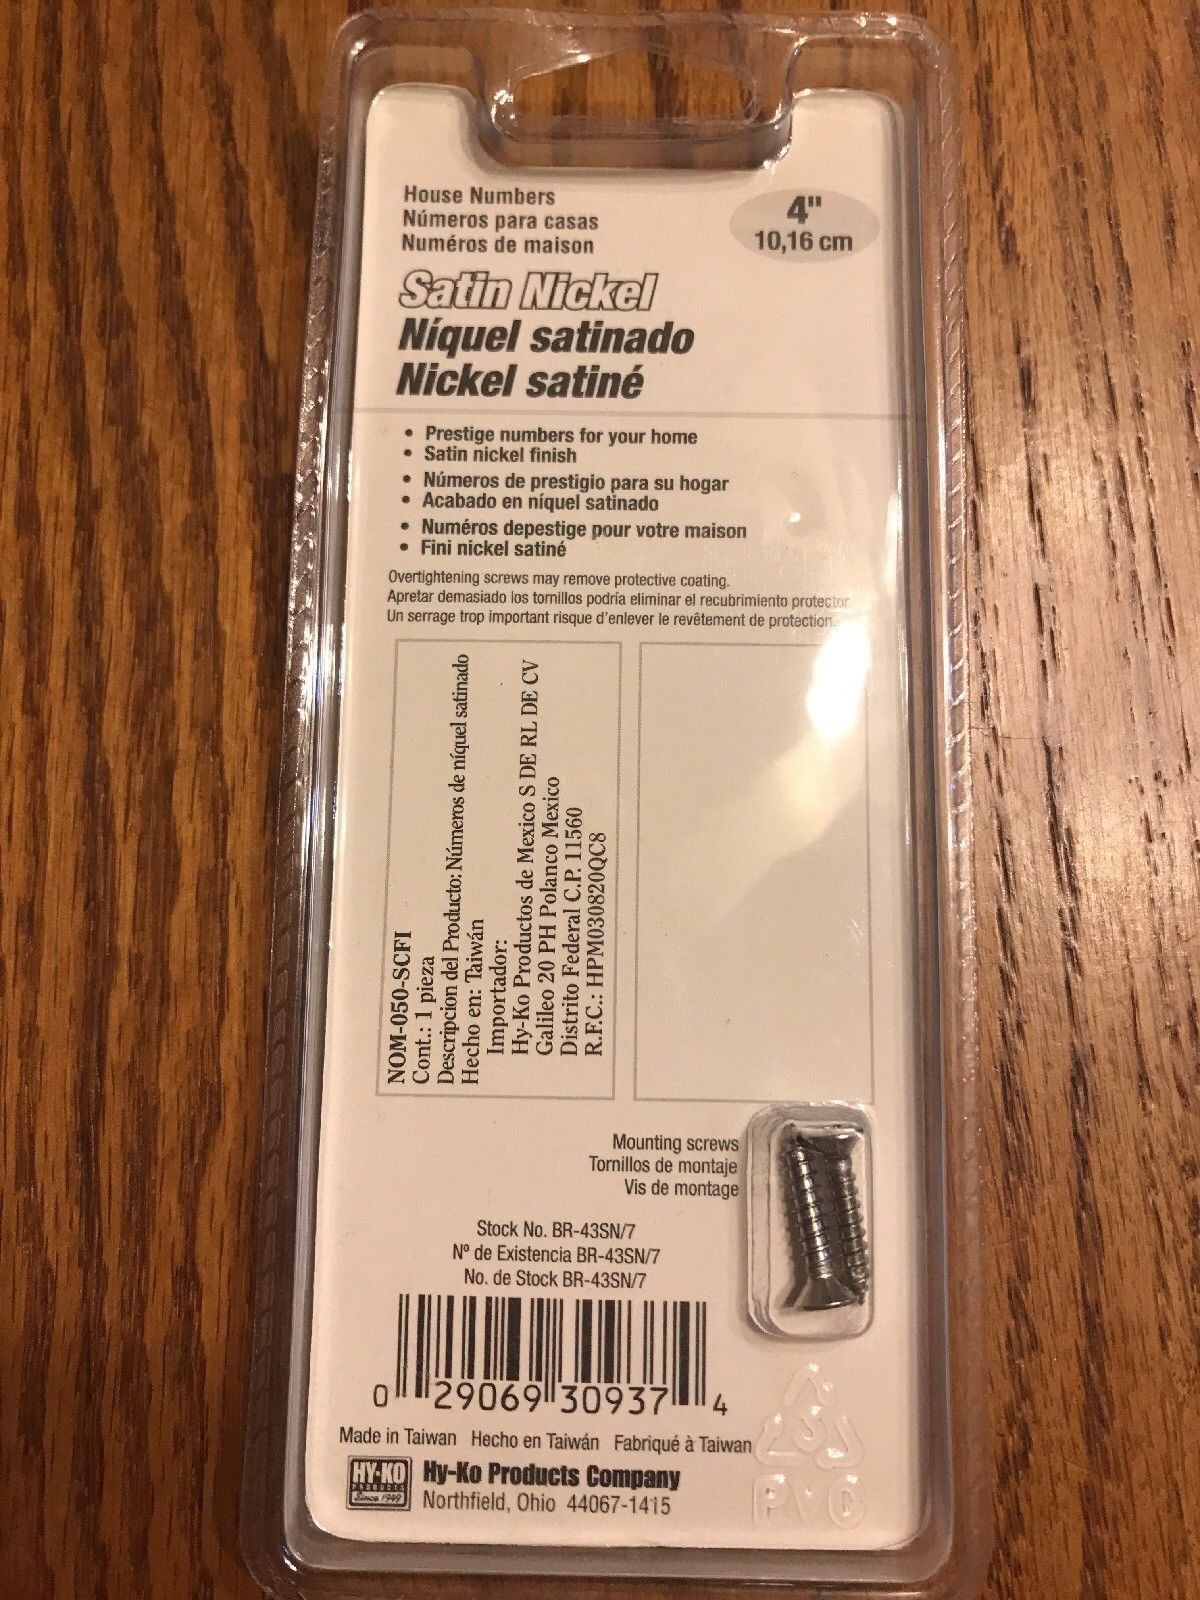 House Numbers
Números para casas
Numéros de maison
4"
10,16 cm
Satin Nickel
Níquel satinado
Nickel satiné
• Prestige numbers for your home
• Satin nickel finish
• Números de prestigio para su hogar
• Acabado en níquel satinado
• Numéros depestige pour votre maison
• Fini nickel satiné
Overtightening screws may remove protective coating.
Apretar demasiado los tornillos podría eliminar el recubrimiento protector.
Un serrage trop important risque d'enlever le revêtement de protection.
NOM-050-SCFI
Cont.: 1 pieza
Descripcion del Producto: Números de níquel satinado
Hecho en: Taiwán
Importador:
Hy-Ko Productos de Mexico S DE RL DE CV
Galileo 20 PH Polanco Mexico
Distrito Federal C.P. 11560
R.F.C.: HPM030820QC8
Mounting screws
Tornillos de montaje
Vis de montage
Stock No. BR-43SN/7
Nº de Existencia BR-43SN/7
No. de Stock BR-43SN/7
0 29069 30937 4
Made in Taiwan Hecho en Taiwán Fabriqué à Taiwan
HY-KO
PRODUCTS
Since 1949
Hy-Ko Products Company
Northfield, Ohio 44067-1415
3
PVC